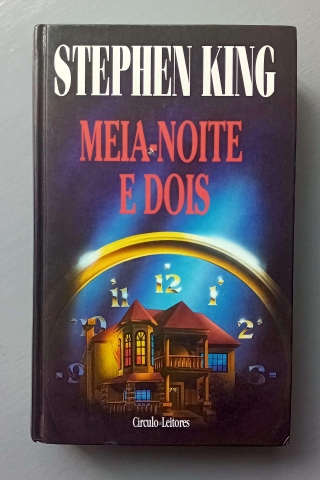 STEPHEN KING
MEIA-NOITE
E DOIS
11 12 1
10 2
9 3
Círculo-Leitores